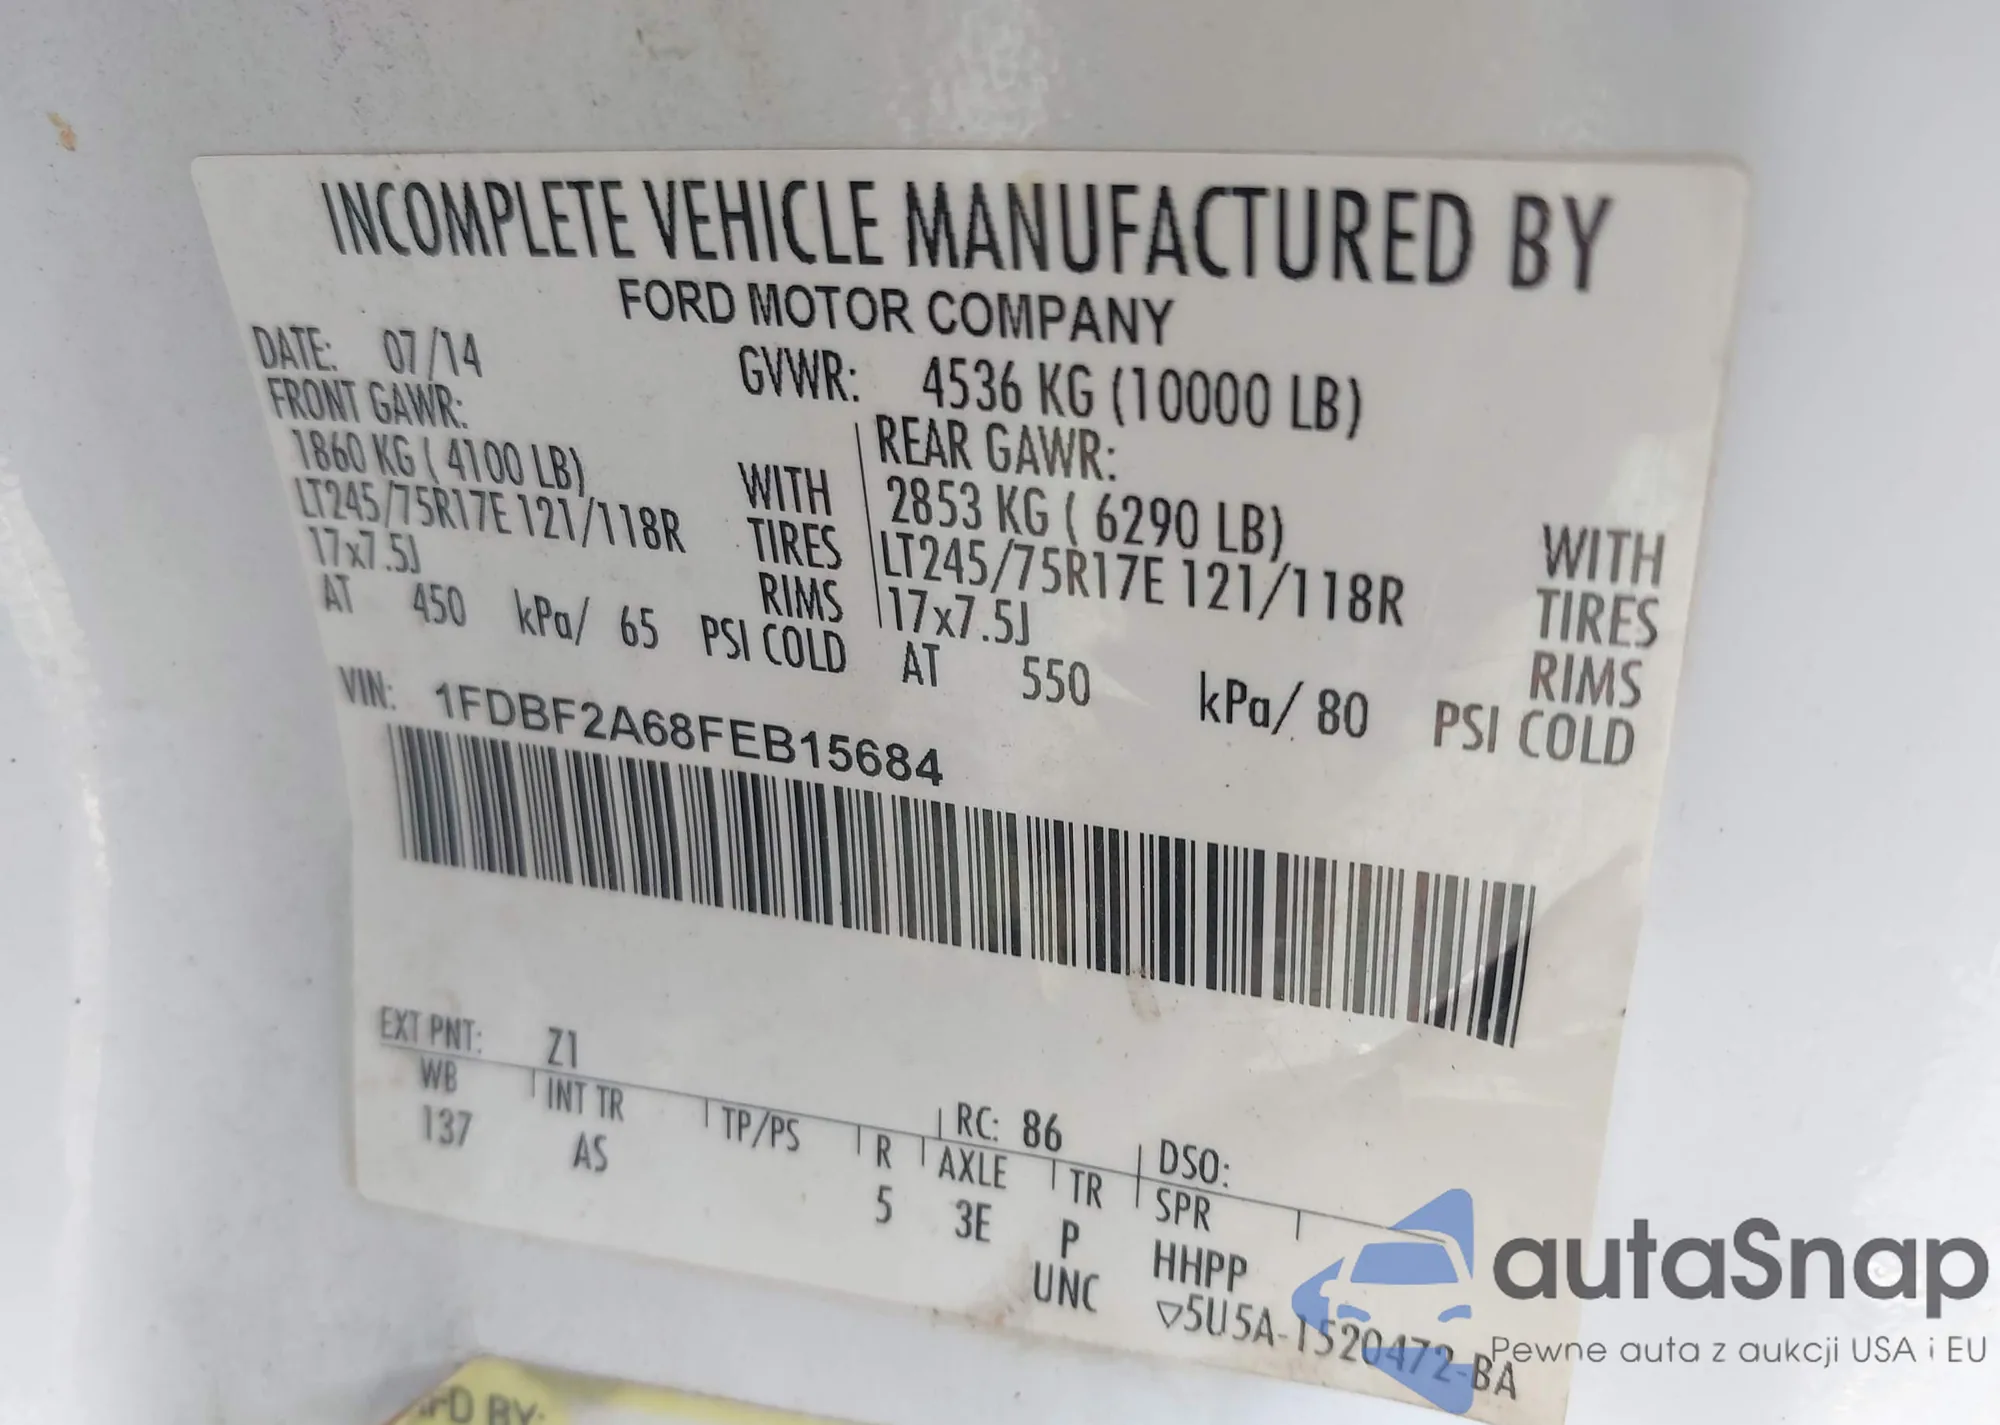 INCOMPLETE VEHICLE MANUFACTURED BY
FORD MOTOR COMPANY
DATE: 07/14
GVWR: 4536 KG (10000 LB)
FRONT GAWR:
1860 KG ( 4100 LB) WITH
LT245/75R17E 121/118R TIRES
17x7.5J RIMS
AT 450 kPa/ 65 PSI COLD
REAR GAWR:
2853 KG ( 6290 LB) WITH
LT245/75R17E 121/118R TIRES
17x7.5J RIMS
AT 550 kPa/ 80 PSI COLD
VIN: 1FDBF2A68FEB15684
EXT PNT: Z1 RC: 86 DSO:
WB INT TR TP/PS R AXLE TR SPR
137 AS 5 3E P HHPP
UNC ▽5U5A-1520472-BA
autaSnap
Pewne auta z aukcji USA i EU
BY: